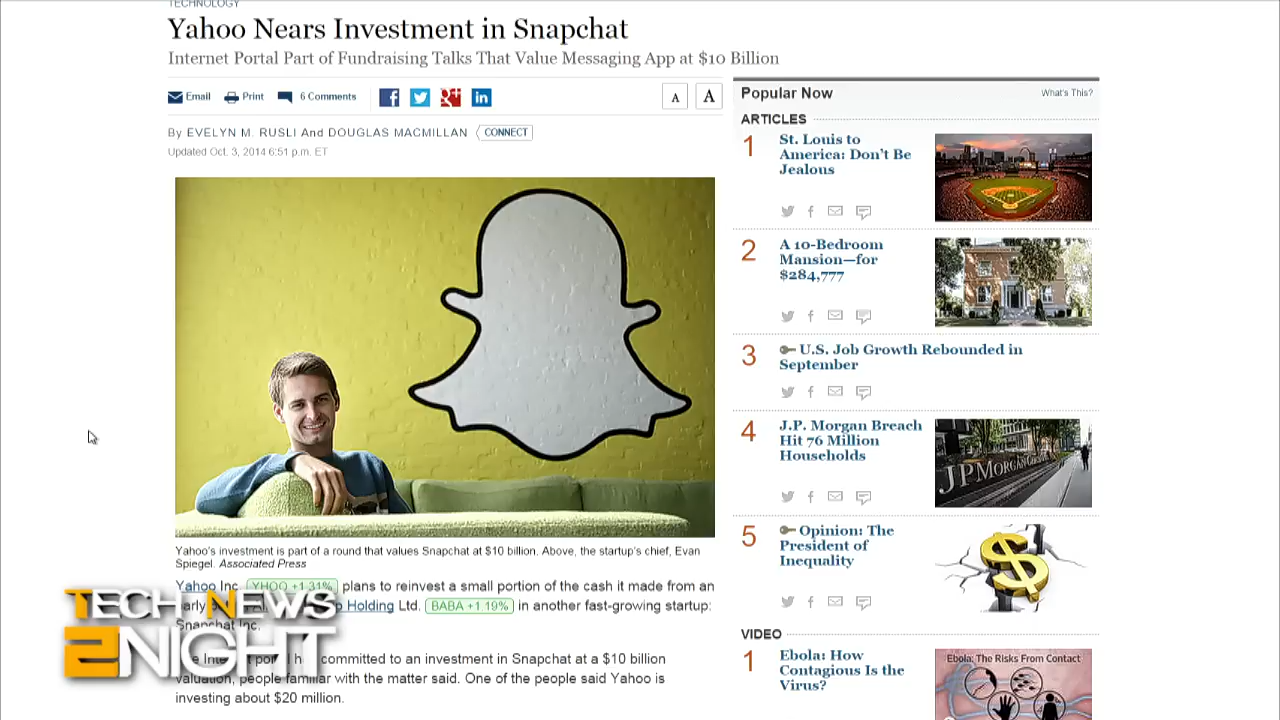 TECHNOLOGY
Yahoo Nears Investment in Snapchat
Internet Portal Part of Fundraising Talks That Value Messaging App at $10 Billion
Email Print 6 Comments
A A
By EVELYN M. RUSLI And DOUGLAS MACMILLAN CONNECT
Updated Oct. 3, 2014 6:51 p.m. ET
Yahoo's investment is part of a round that values Snapchat at $10 billion. Above, the startup's chief, Evan
Spiegel. Associated Press
Yahoo Inc. YHOO +1.31% plans to reinvest a small portion of the cash it made from an
Holding Ltd. BABA +1.19% in another fast-growing startup:
Snapchat Inc.
committed to an investment in Snapchat at a $10 billion
valuation, people familiar with the matter said. One of the people said Yahoo is
investing about $20 million.
TECH NEWS
2NIGHT
Popular Now What's This?
ARTICLES
1 St. Louis to
America: Don't Be
Jealous
2 A 10-Bedroom
Mansion—for
$284,777
3 U.S. Job Growth Rebounded in
September
4 J.P. Morgan Breach
Hit 76 Million
Households
JPMORGAN
5 Opinion: The
President of
Inequality
VIDEO
1 Ebola: How
Contagious Is the
Virus?
Ebola: The Risks From Contact